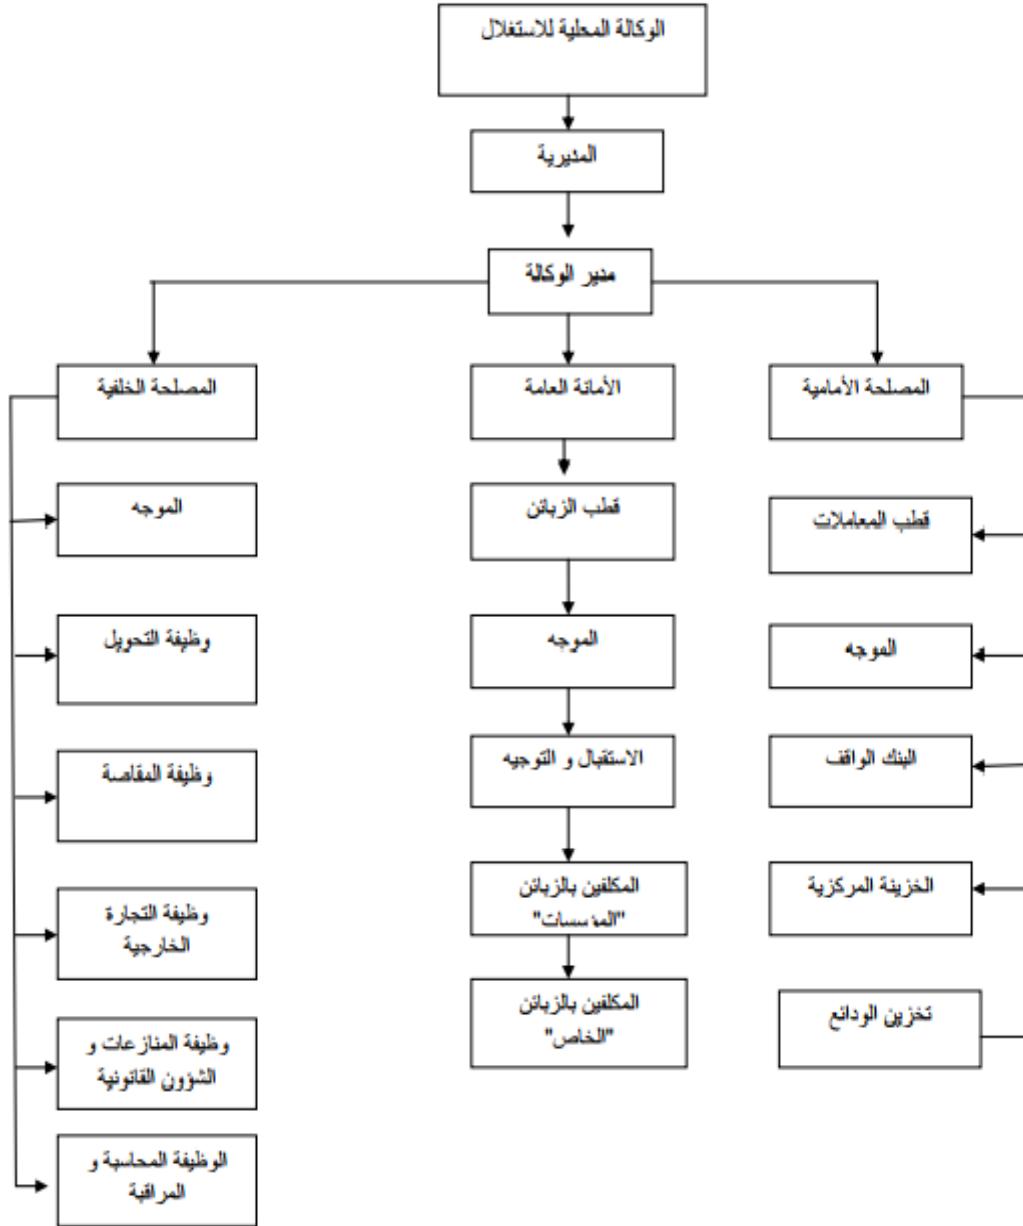 الوكالة المحلية للاستغلال
المديرية
مدير الوكالة
المصلحة الأمامية
الأمانة العامة
المصلحة الخلفية
قطب المعاملات
الموجه
البنك الواقف
الخزينة المركزية
تخزين الودائع
قطب الزبائن
الموجه
الاستقبال و التوجيه
المكلفين بالزبائن
"المؤسسات"
المكلفين بالزبائن
"الخاص"
الموجه
وظيفة التحويل
وظيفة المقاصة
وظيفة التجارة
الخارجية
وظيفة المنازعات و
الشؤون القانونية
الوظيفة المحاسبة و
المراقبة